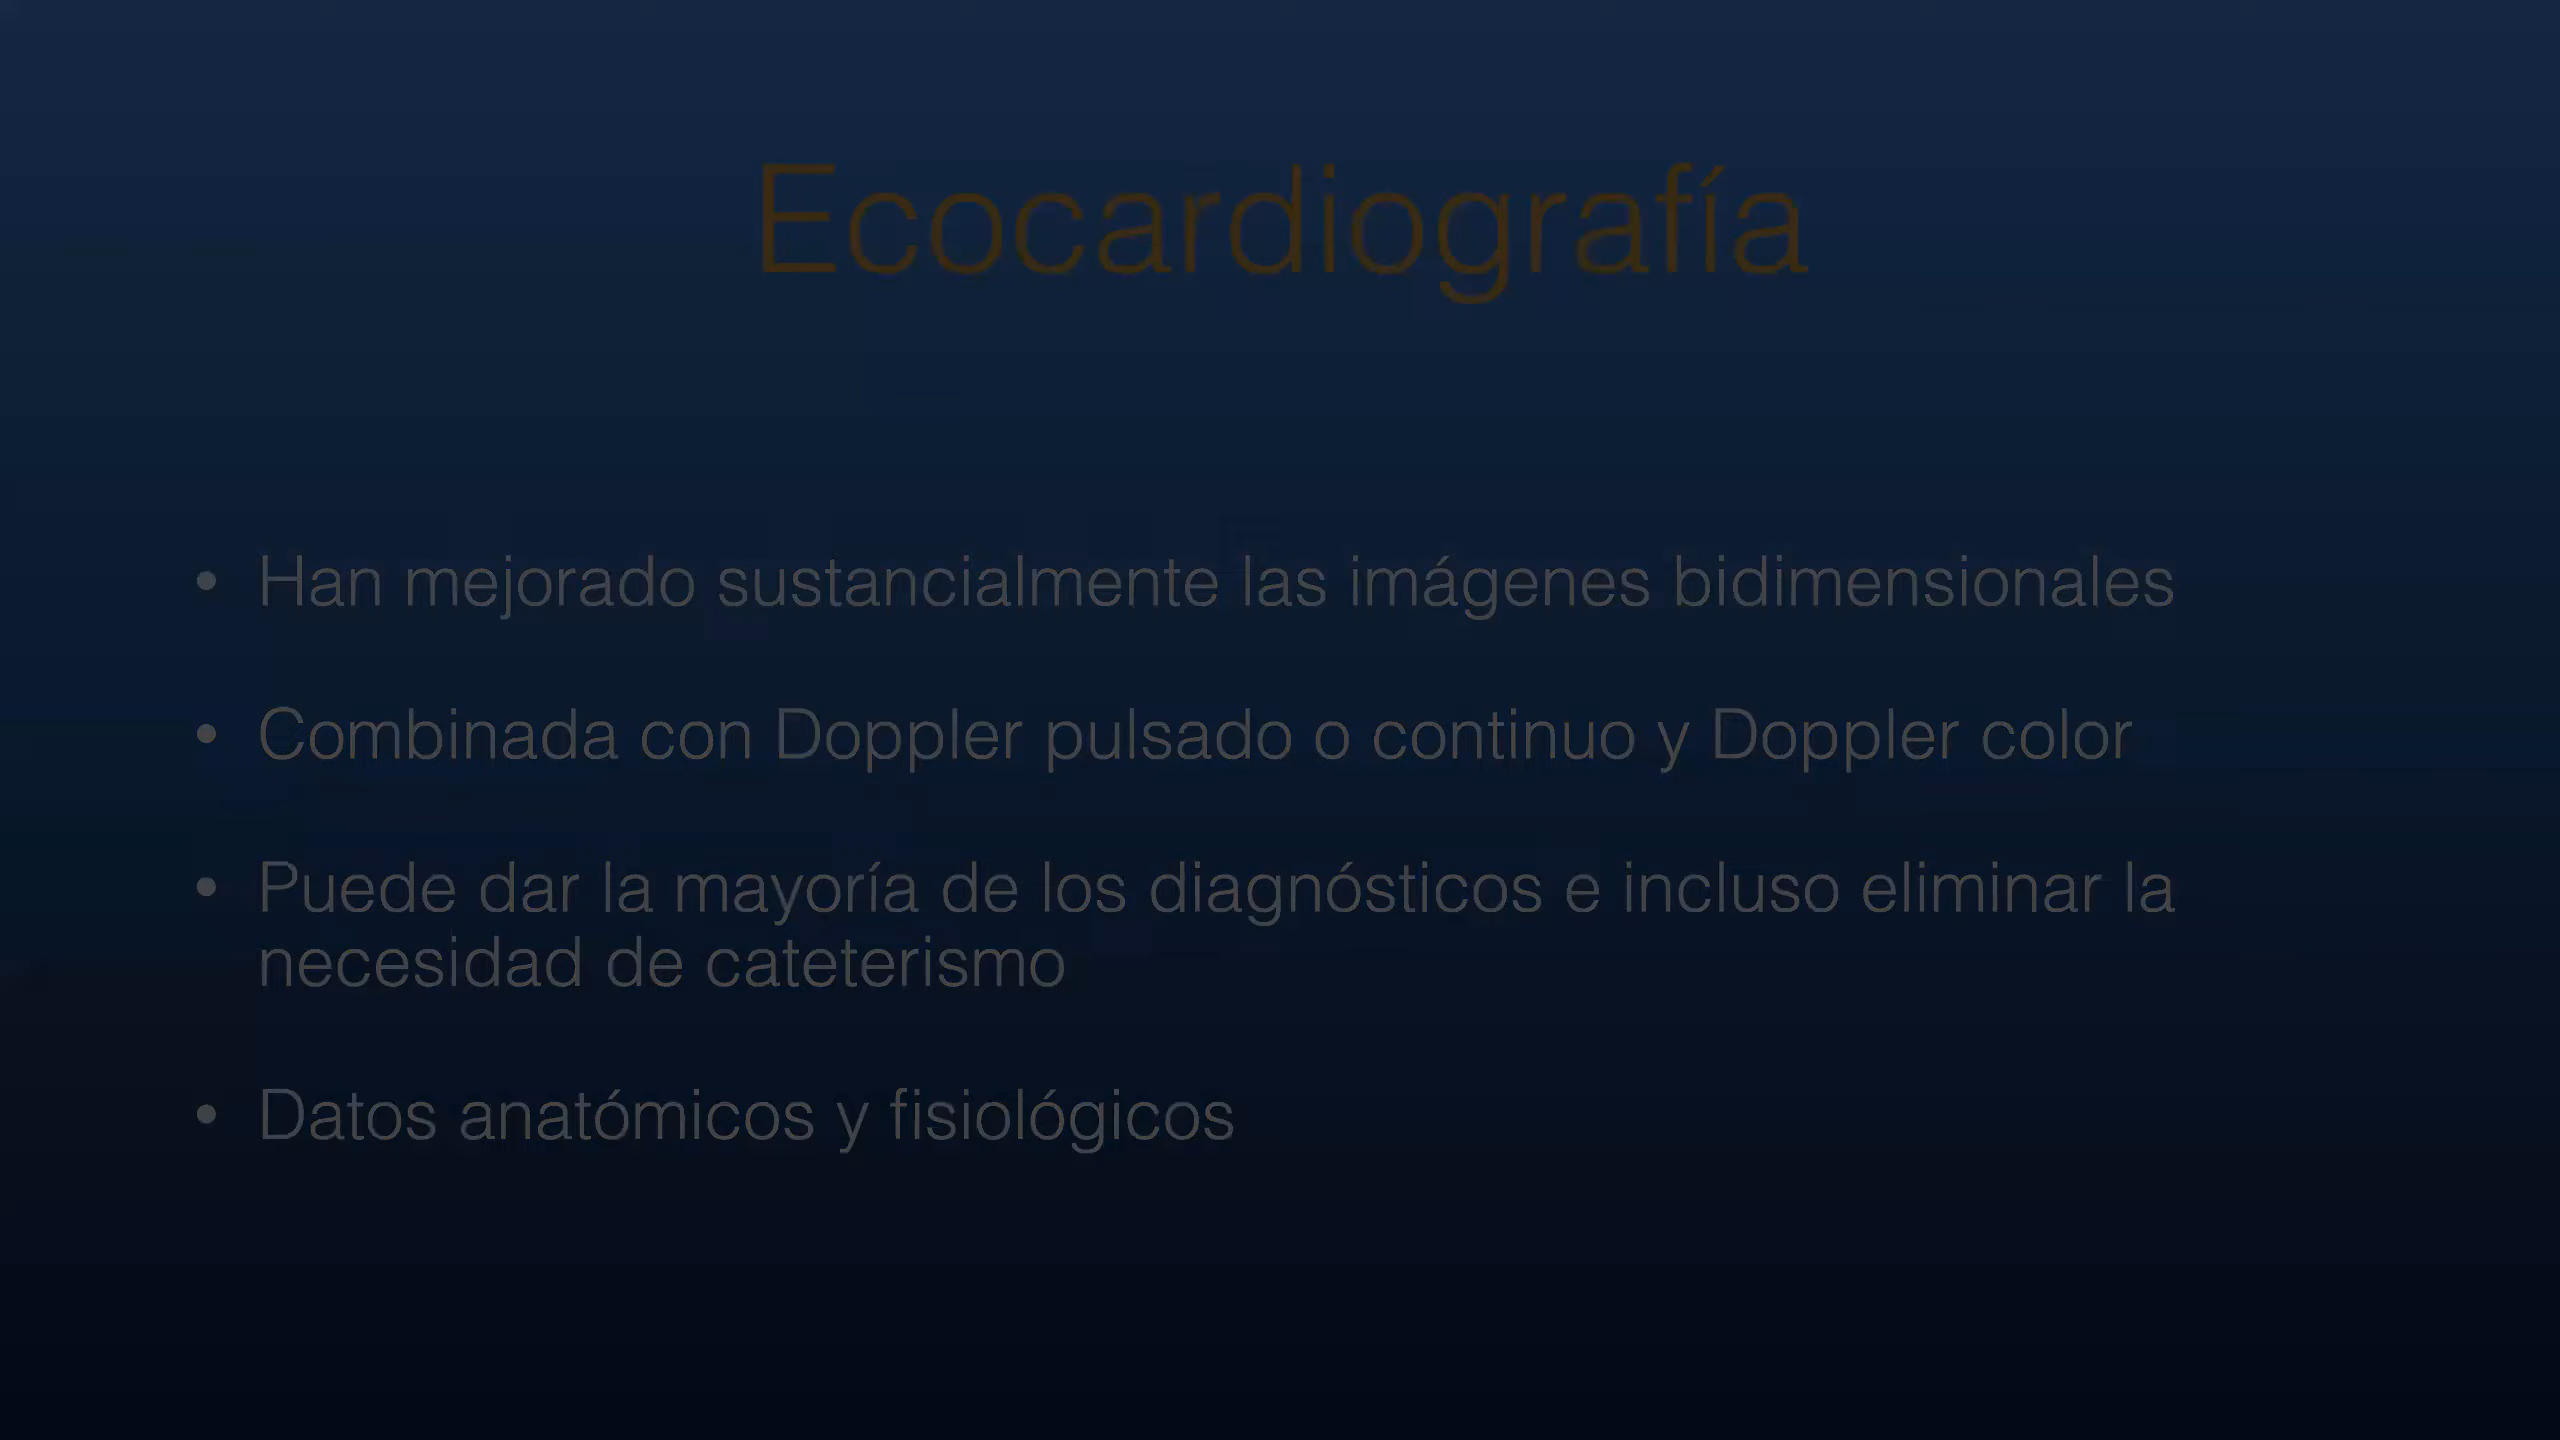 Ecocardiografía
• Han mejorado sustancialmente las imágenes bidimensionales
• Combinada con Doppler pulsado o continuo y Doppler color
• Puede dar la mayoría de los diagnósticos e incluso eliminar la
necesidad de cateterismo
• Datos anatómicos y fisiológicos